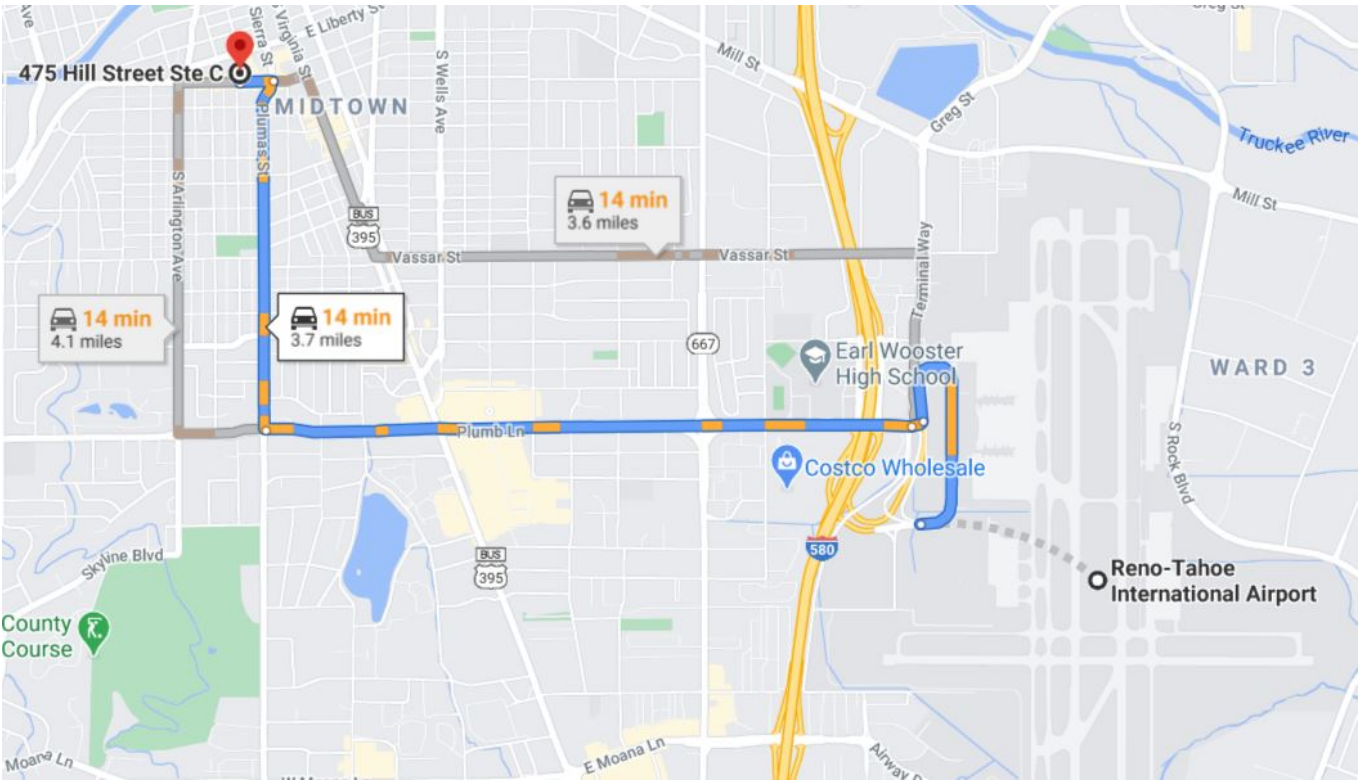 Ave
Sierra St
S Virginia St
E Liberty St
475 Hill Street Ste C
MIDTOWN
Plumas St
S Wells Ave
Mill St
Greg St
Truckee River
Mill St
S Arlington Ave
BUS
395
14 min
3.6 miles
Vassar St
Vassar St
Terminal Way
14 min
4.1 miles
14 min
3.7 miles
667
Earl Wooster
High School
WARD 3
Plumb Ln
Costco Wholesale
S Rock Blvd
580
Skyline Blvd
BUS
395
Reno-Tahoe
International Airport
County
Course
Moana Ln
E Moana Ln
Airway